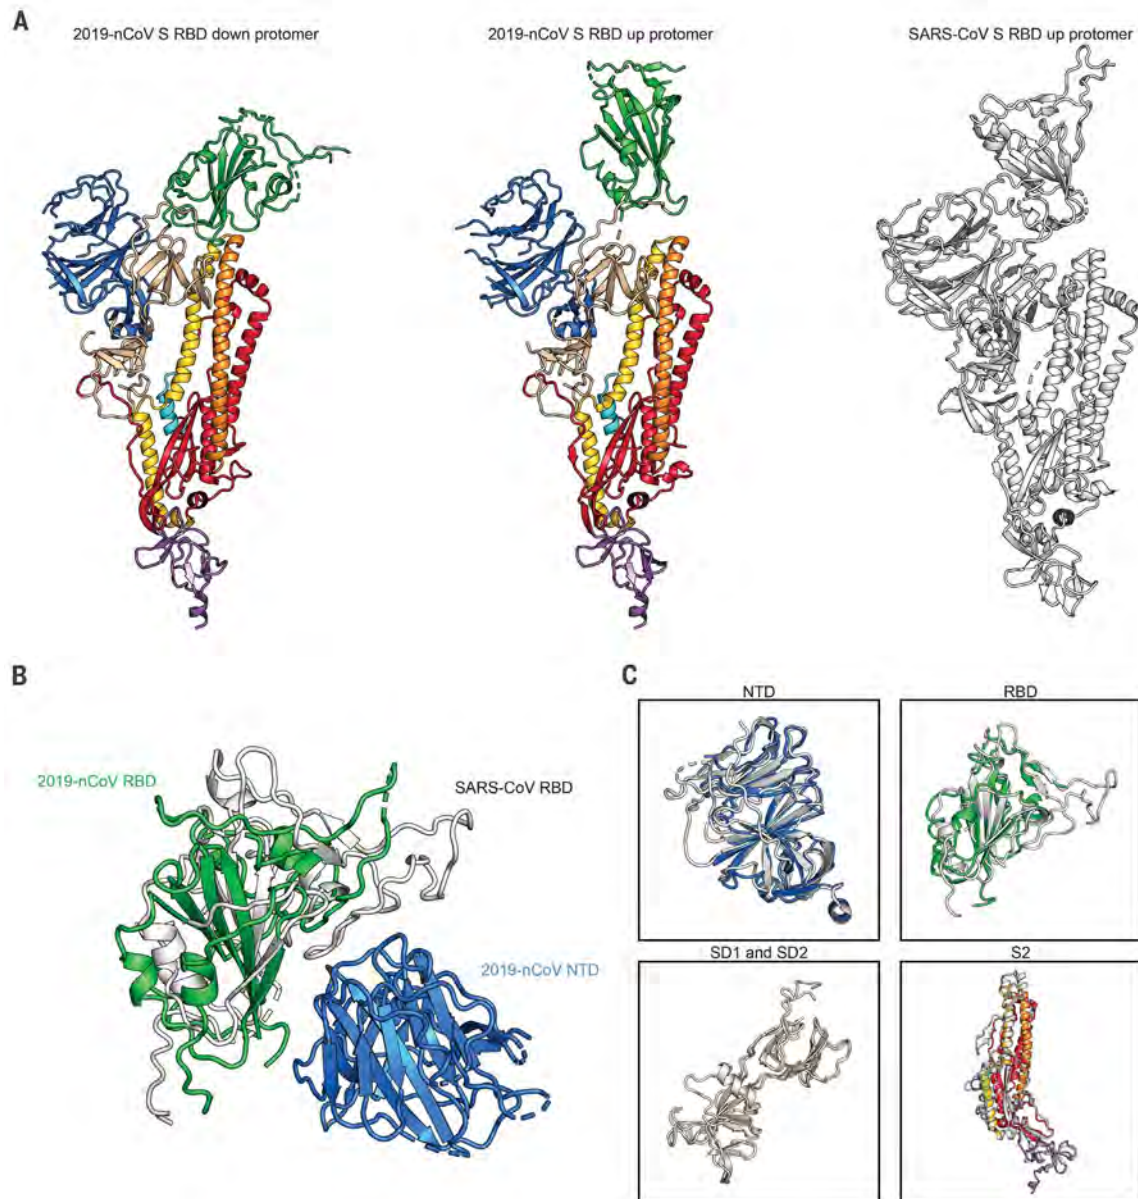 A
2019-nCoV S RBD down protomer
2019-nCoV S RBD up protomer
SARS-CoV S RBD up protomer
B
2019-nCoV RBD
SARS-CoV RBD
2019-nCoV NTD
C
NTD
RBD
SD1 and SD2
S2